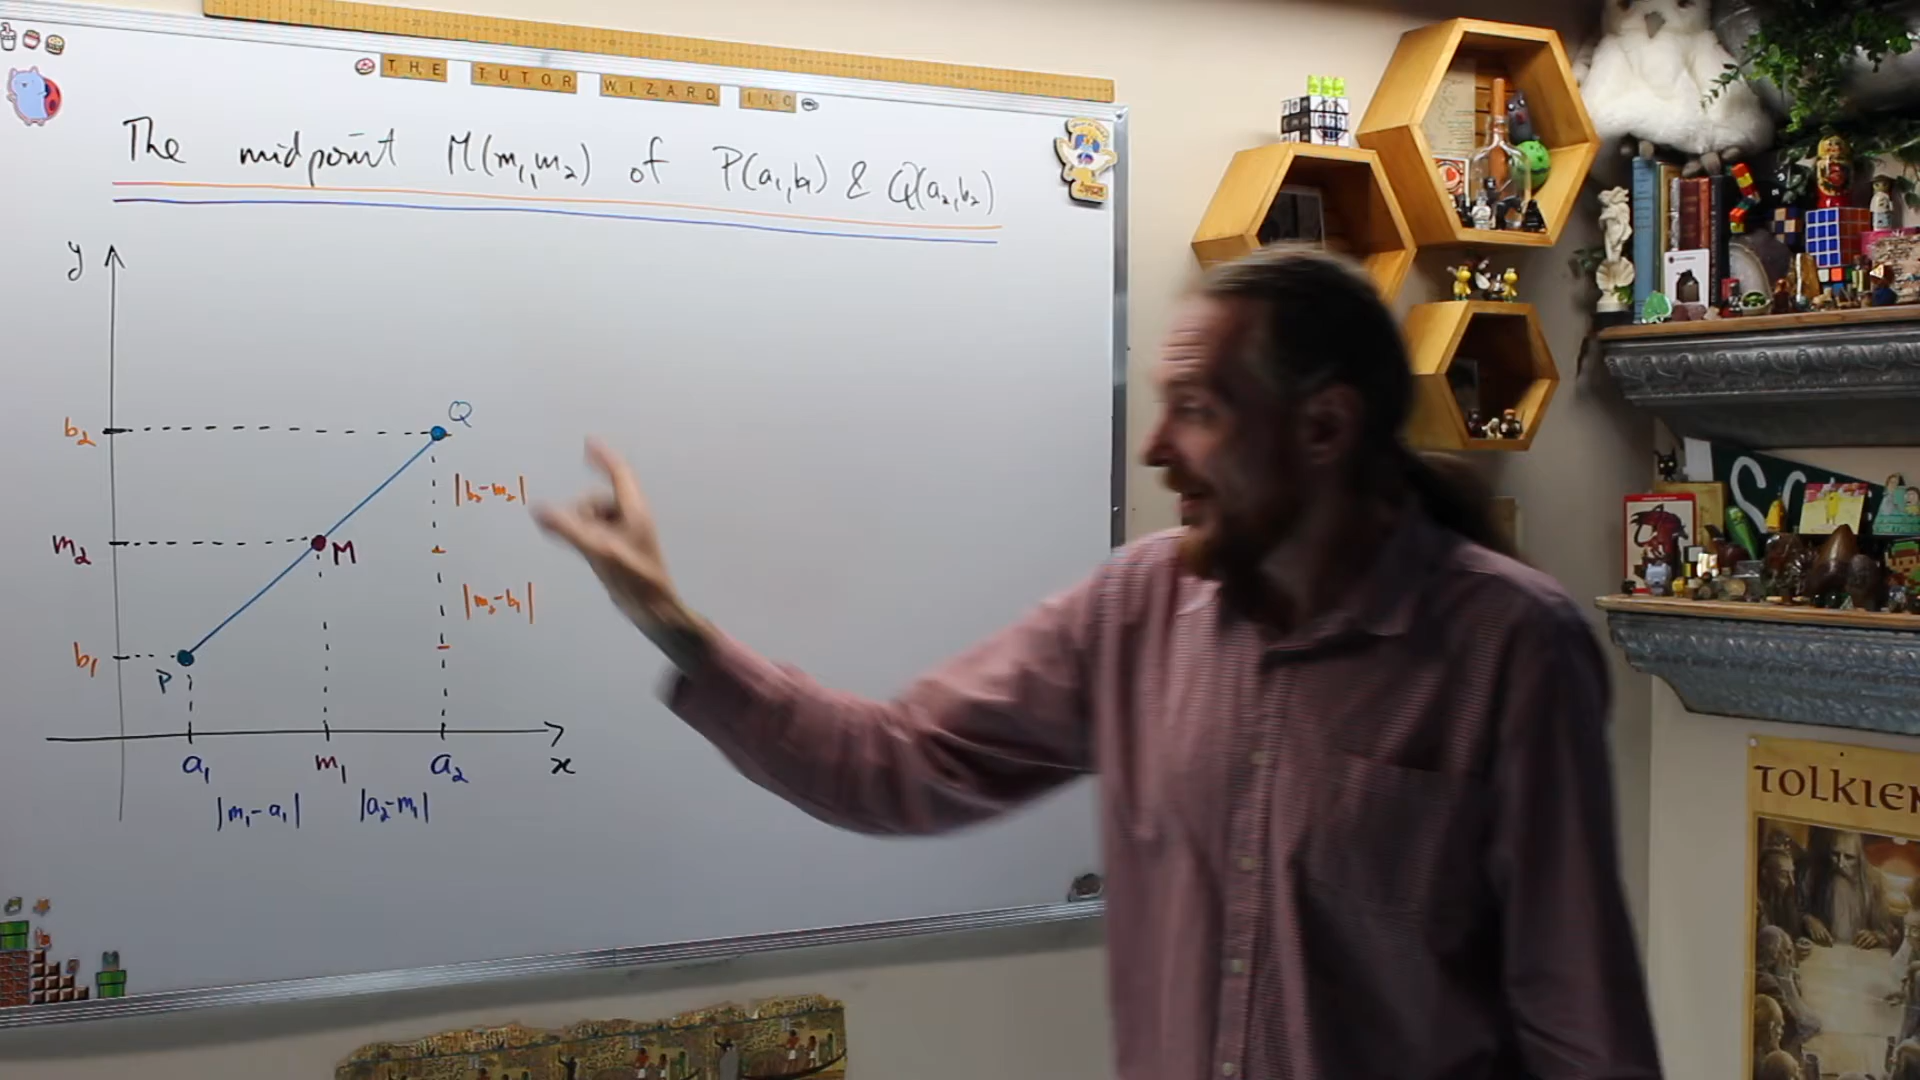 THE TUTOR WIZARD INC
The midpoint M(m₁,m₂) of P(a₁,b₁) & Q(a₂,b₂)
y
Q
b₂
|b₂-m₂|
m₂
M
|m₂-b₁|
b₁
P
a₁ m₁ a₂ x
|m₁-a₁| |a₂-m₁|
TOLKIEN